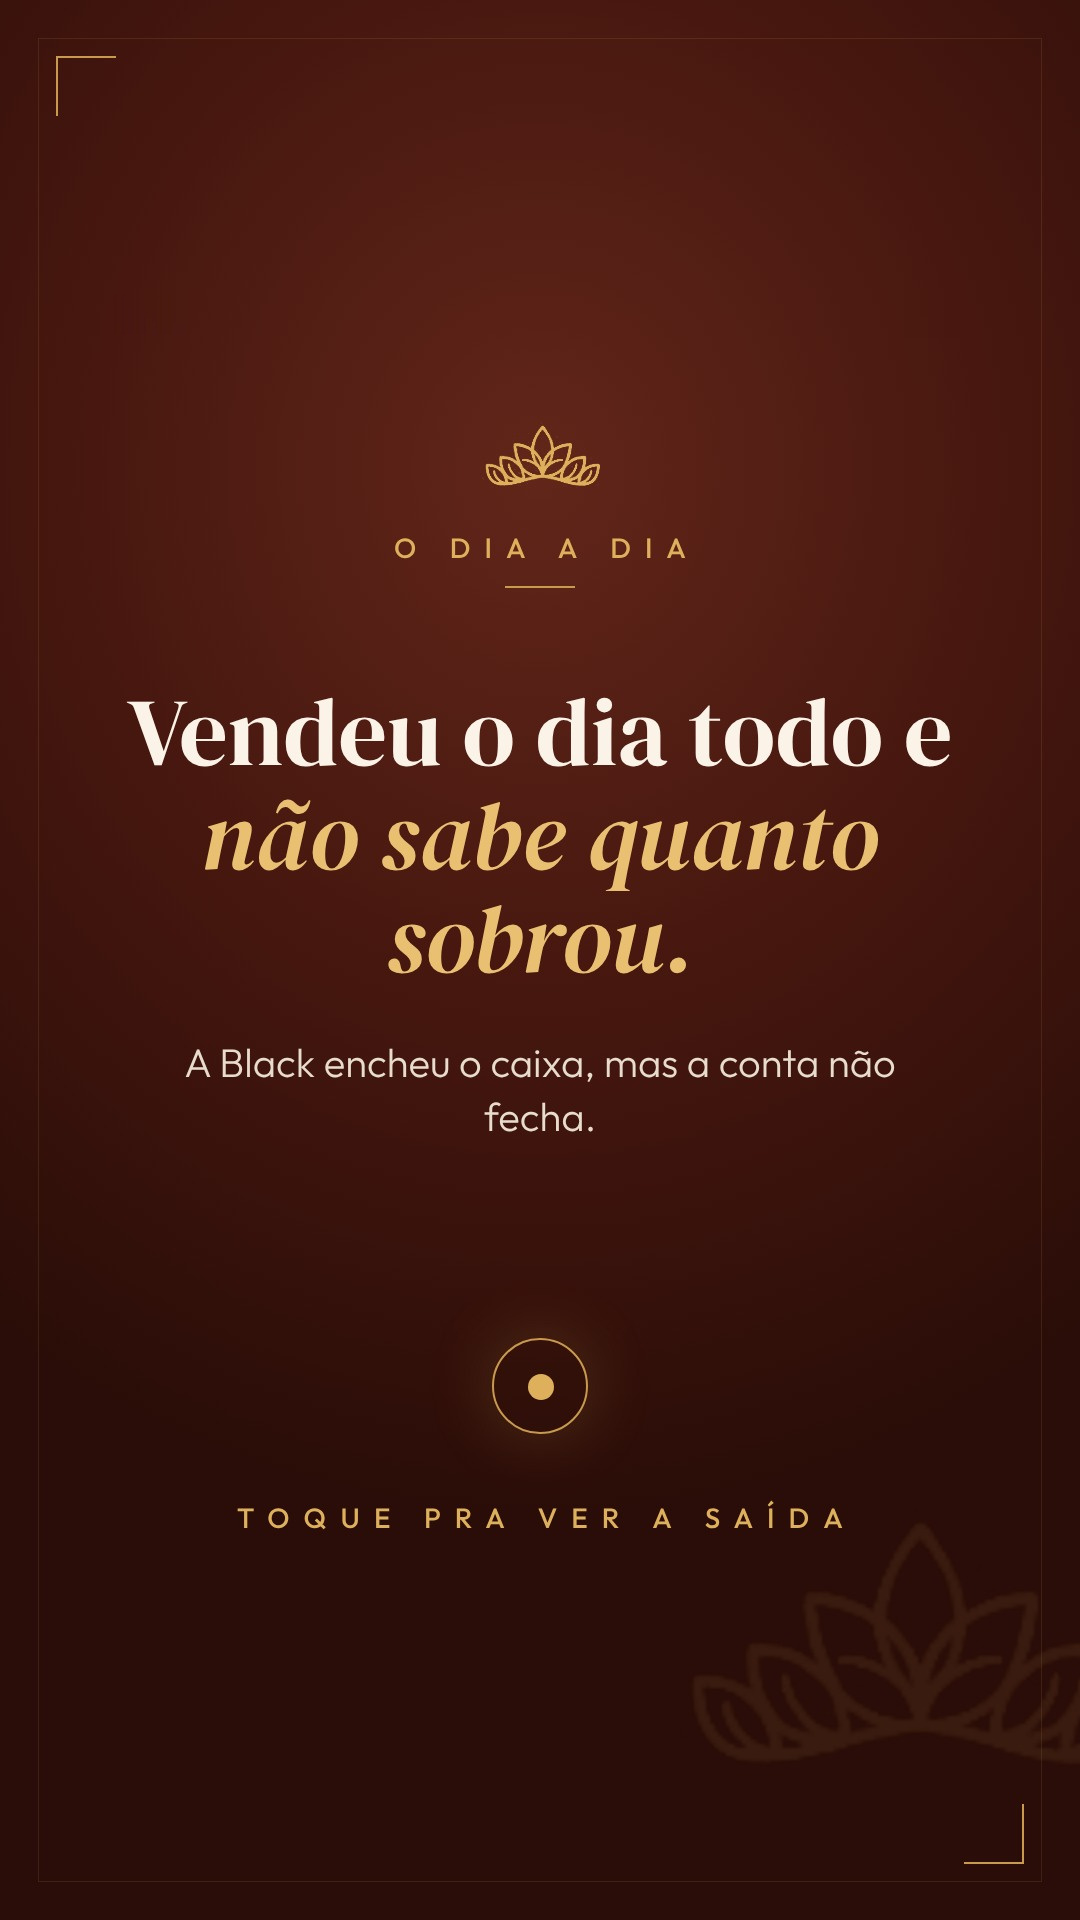 O DIA A DIA
Vendeu o dia todo e
não sabe quanto
sobrou.
A Black encheu o caixa, mas a conta não
fecha.
TOQUE PRA VER A SAÍDA